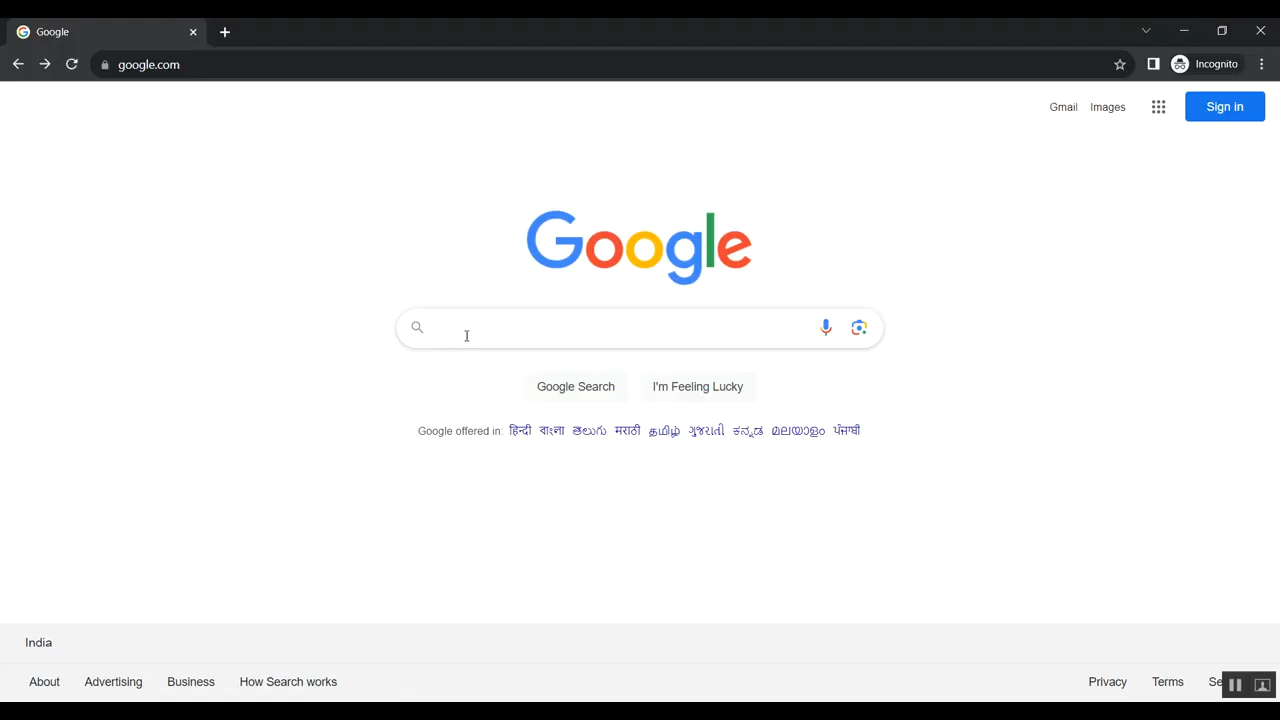 Google
google.com
Incognito
Gmail Images Sign in
Google
Google Search I'm Feeling Lucky
Google offered in: हिन्दी বাংলা తెలుగు मराठी தமிழ் ગુજરાતી ಕನ್ನಡ മലയാളം ਪੰਜਾਬੀ
India
About Advertising Business How Search works Privacy Terms